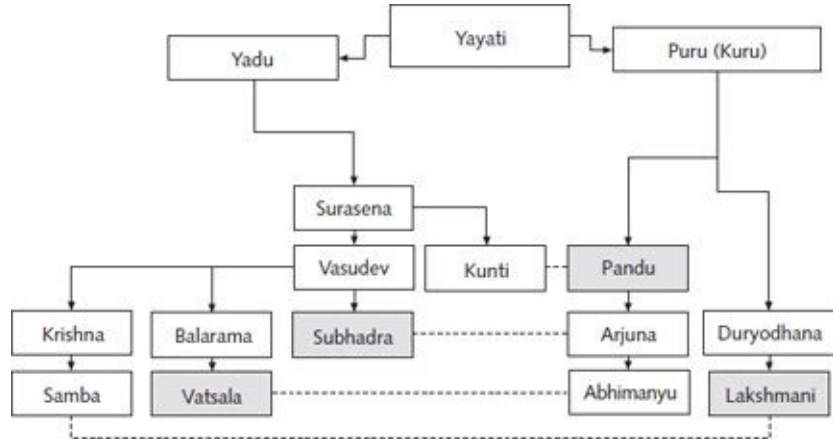 Yayati
Yadu
Puru (Kuru)
Surasena
Vasudev
Kunti
Pandu
Krishna
Balarama
Subhadra
Arjuna
Duryodhana
Samba
Vatsala
Abhimanyu
Lakshmani